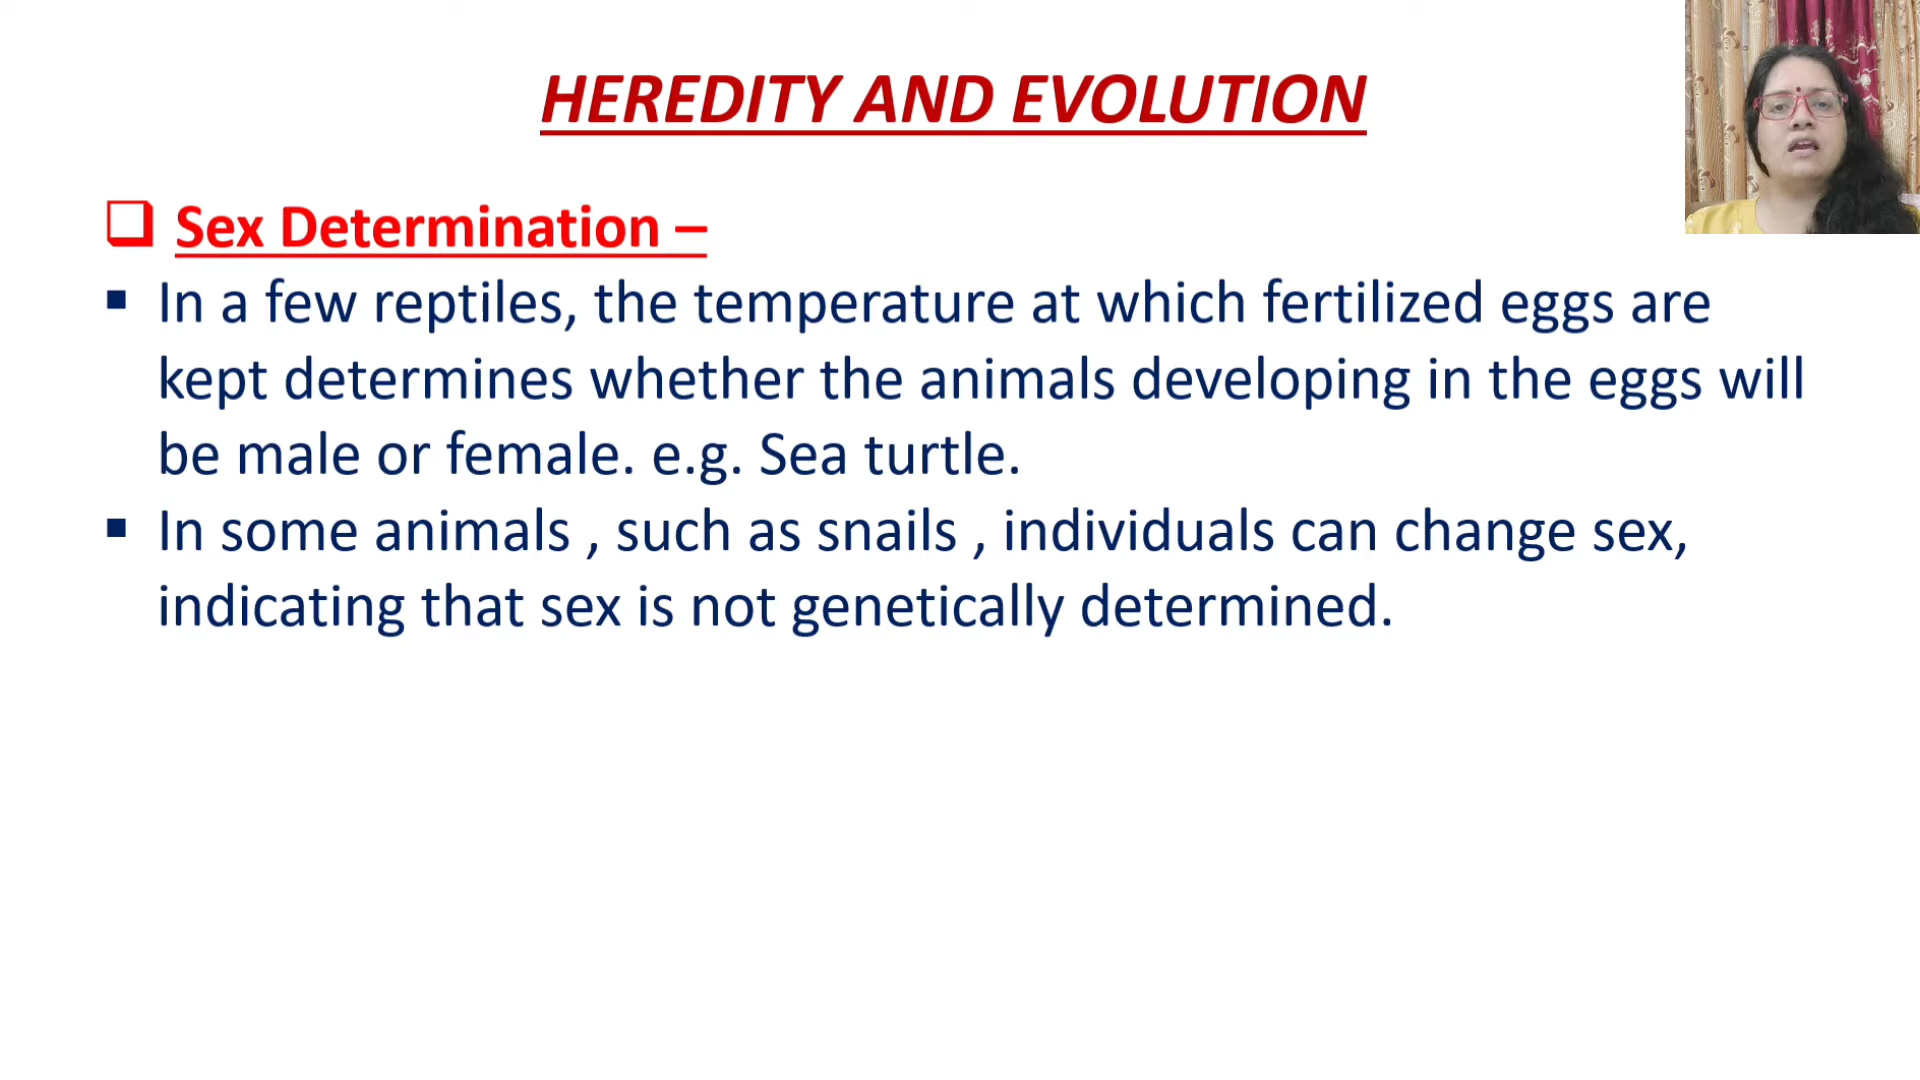 HEREDITY AND EVOLUTION
Sex Determination –
In a few reptiles, the temperature at which fertilized eggs are
kept determines whether the animals developing in the eggs will
be male or female. e.g. Sea turtle.
In some animals , such as snails , individuals can change sex,
indicating that sex is not genetically determined.